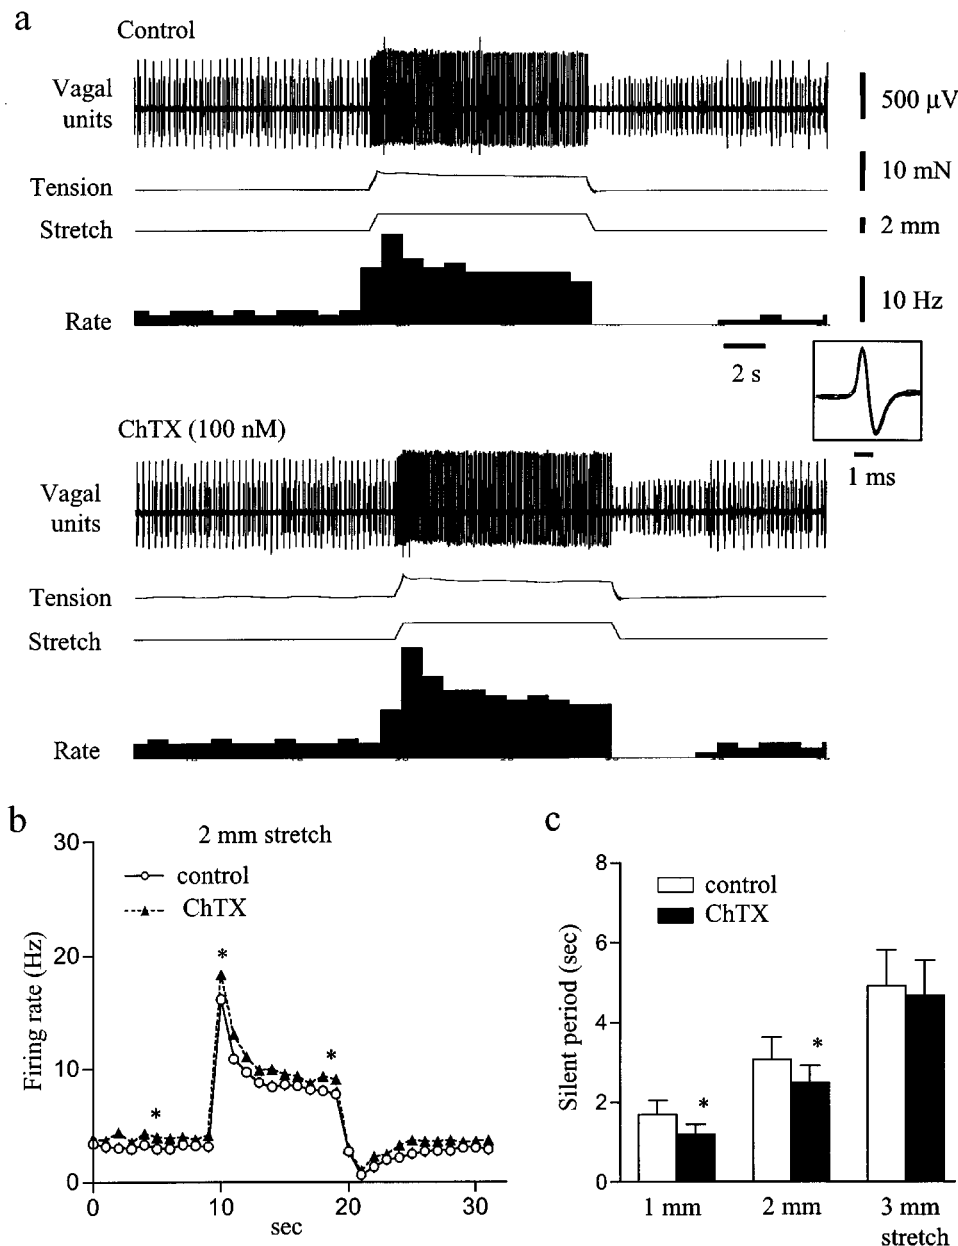 a
Control
Vagal
units
500 µV
Tension
10 mN
Stretch
2 mm
Rate
10 Hz
2 s
1 ms
ChTX (100 nM)
Vagal
units
Tension
Stretch
Rate
b
2 mm stretch
30
20
10
0
Firing rate (Hz)
control
ChTX
*
*
*
0
10
20
30
sec
c
8
6
4
2
0
Silent period (sec)
control
ChTX
*
*
1 mm
2 mm
3 mm
stretch